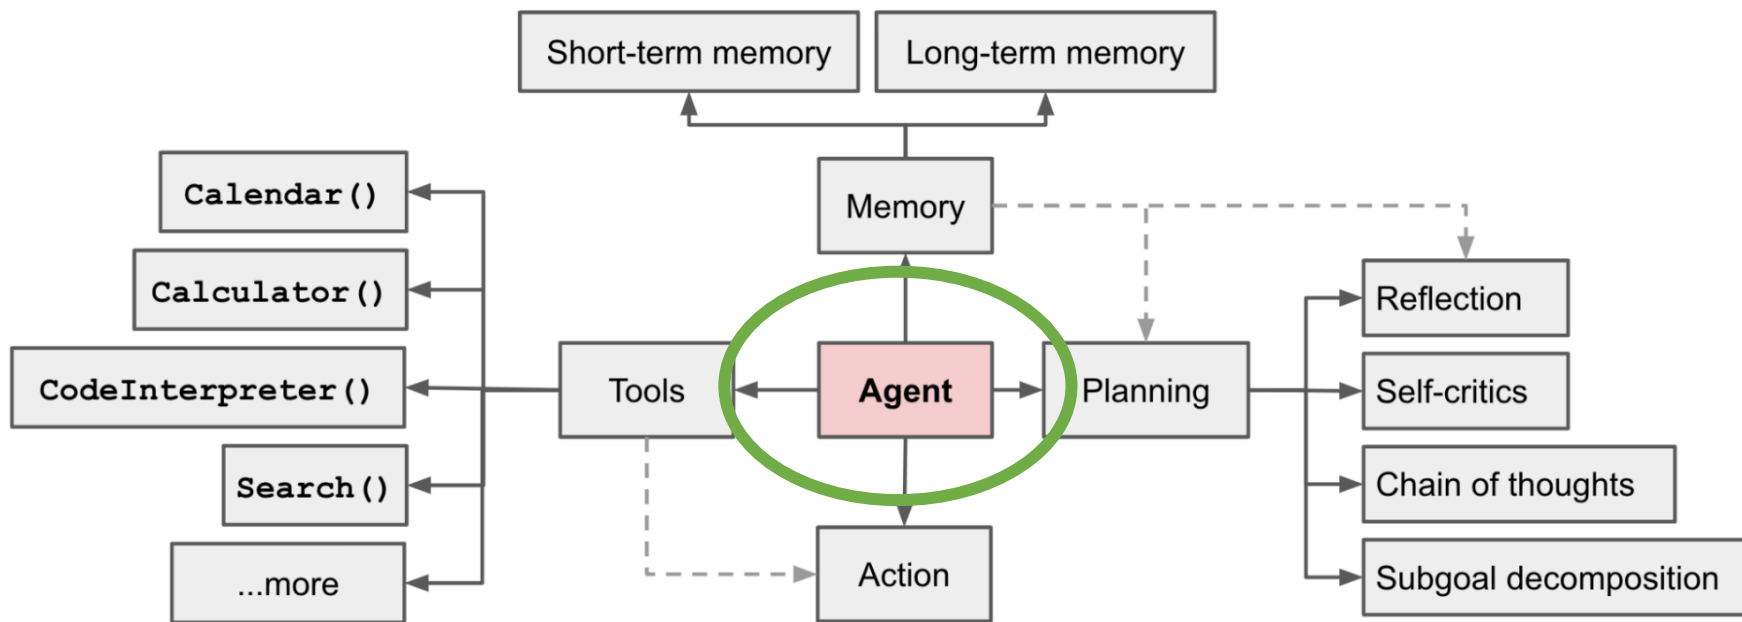 Short-term memory
Long-term memory
Calendar()
Memory
Calculator()
Reflection
CodeInterpreter()
Tools
Agent
Planning
Self-critics
Search()
Chain of thoughts
...more
Action
Subgoal decomposition